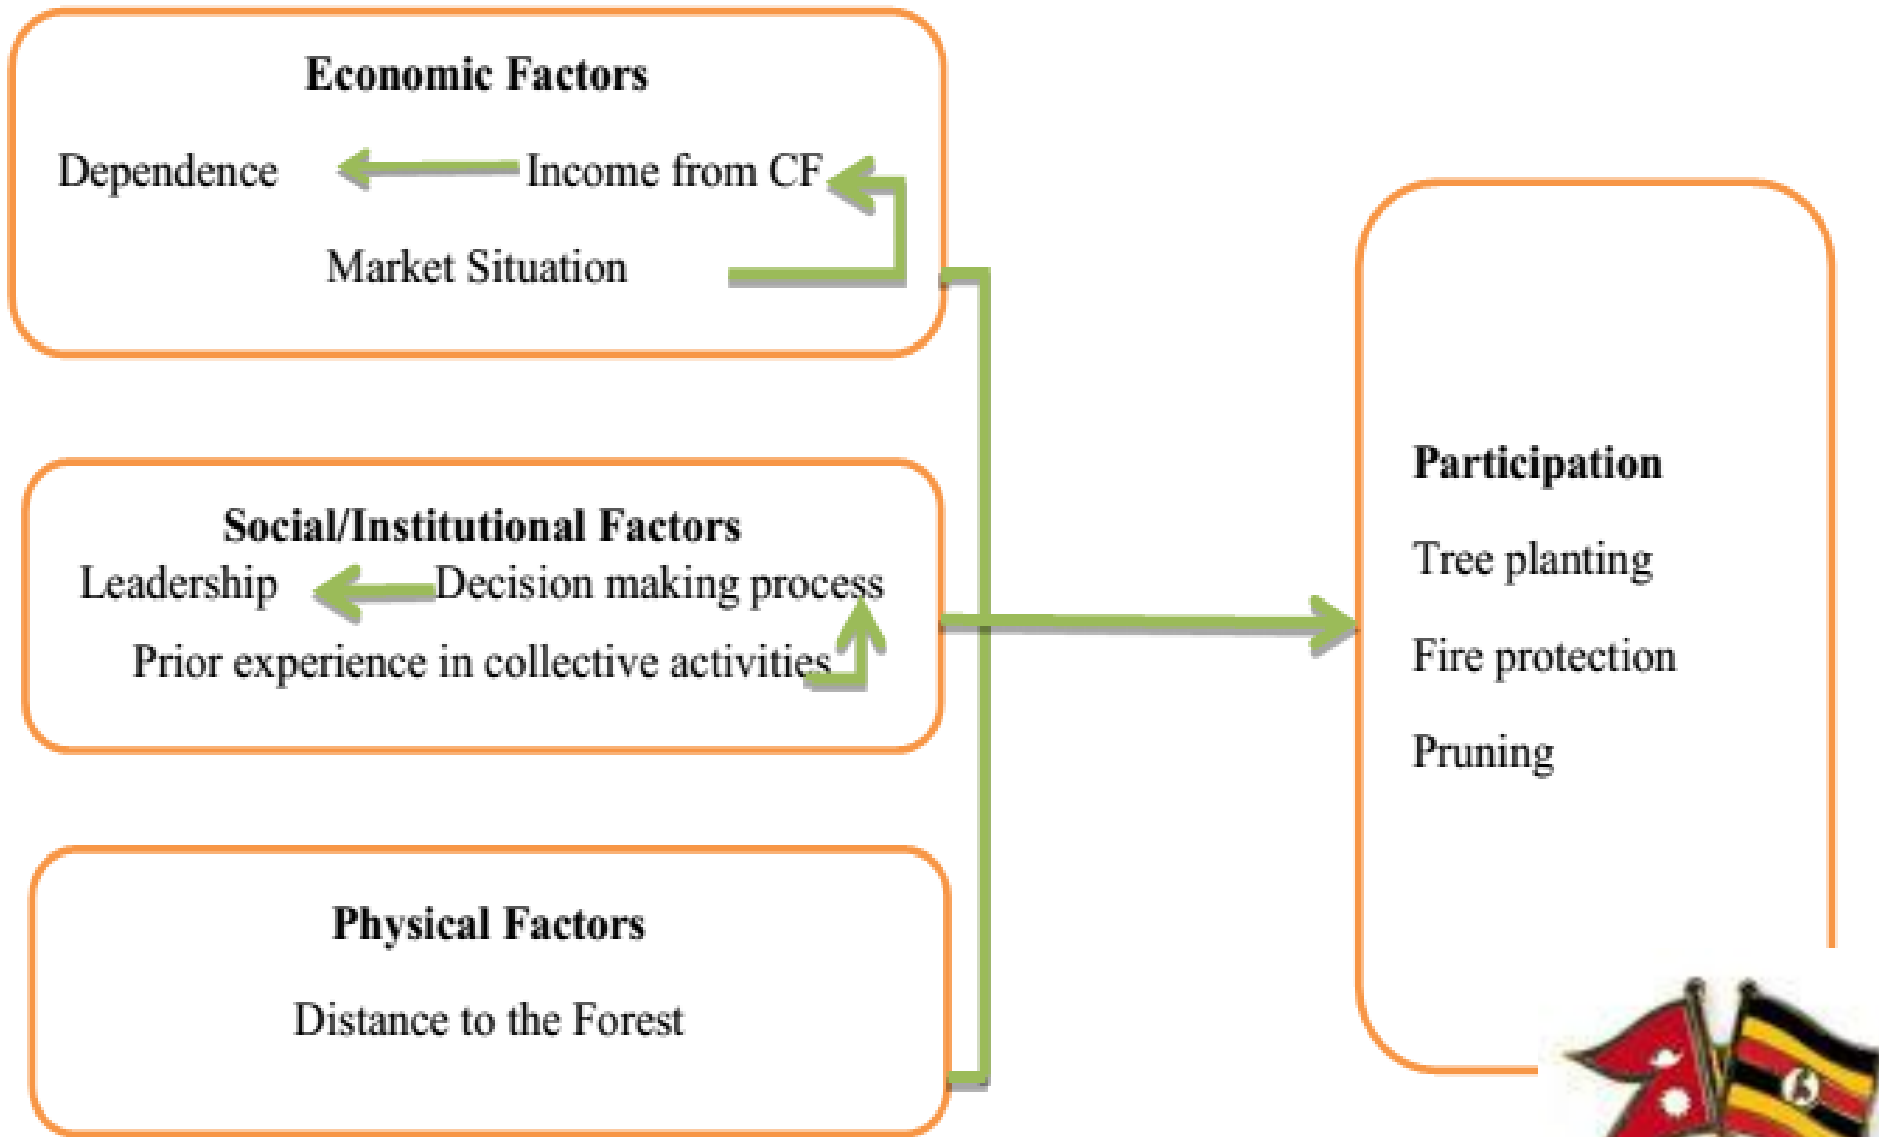 Economic Factors
Dependence Income from CF
Market Situation
Social/Institutional Factors
Leadership Decision making process
Prior experience in collective activities
Physical Factors
Distance to the Forest
Participation
Tree planting
Fire protection
Pruning